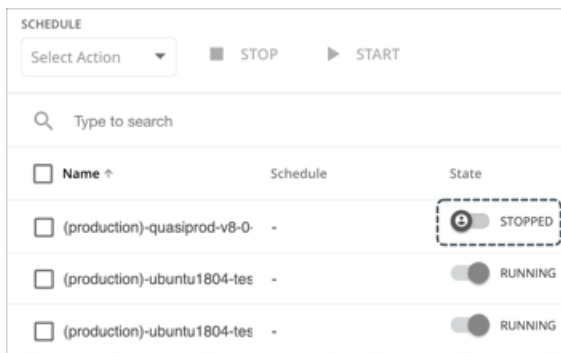 SCHEDULE
Select Action STOP START
Type to search
Name ↑ Schedule State
(production)-quasiprod-v8-0- - STOPPED
(production)-ubuntu1804-tes - RUNNING
(production)-ubuntu1804-tes - RUNNING